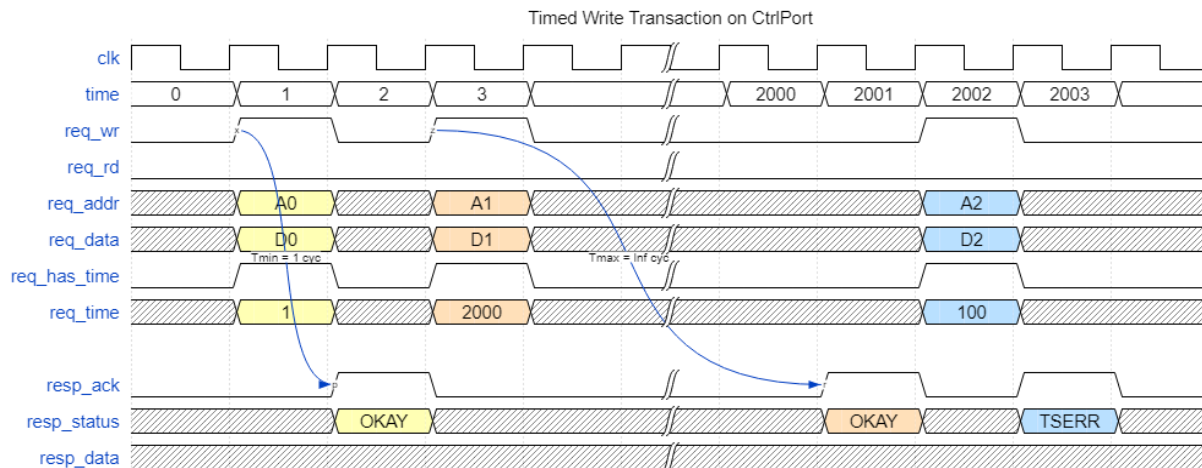 Timed Write Transaction on CtrlPort
clk
time 0 1 2 3 2000 2001 2002 2003
req_wr x z
req_rd
req_addr A0 A1 A2
req_data D0 D1 D2
Tmin = 1 cyc Tmax = Inf cyc
req_has_time
req_time 1 2000 100
resp_ack p
resp_status OKAY OKAY TSERR
resp_data